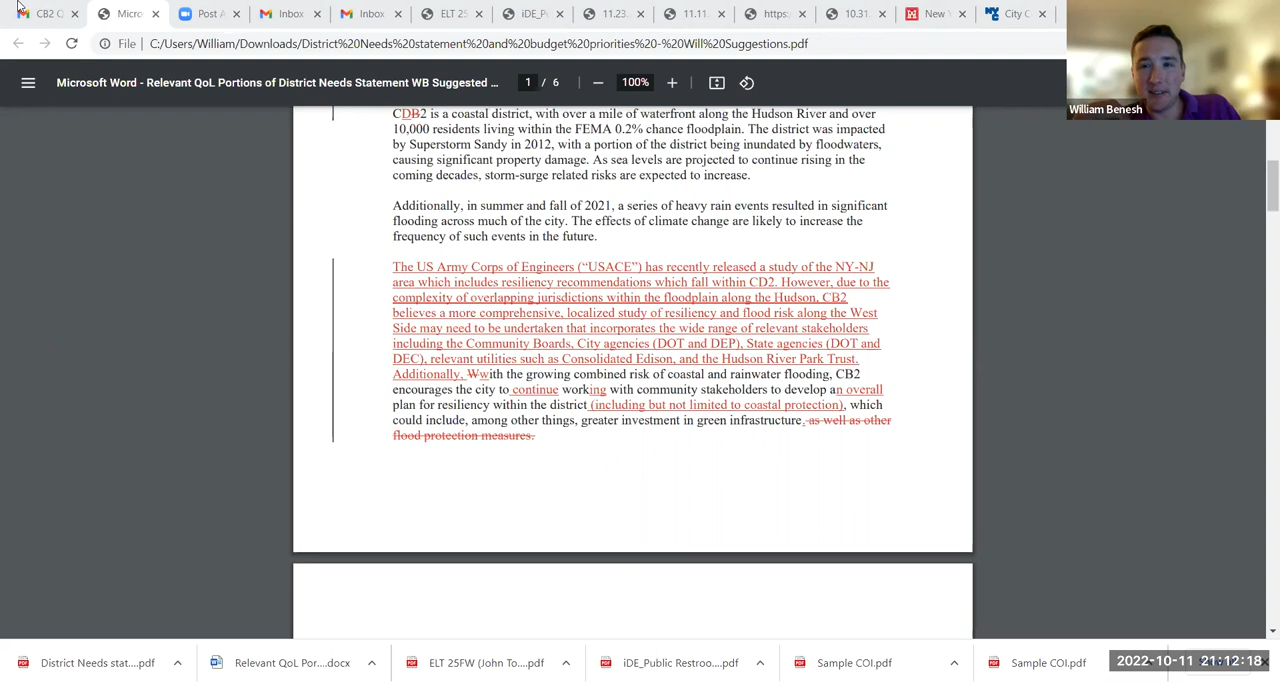 CB2 C
Micro
Post A
Inbox
Inbox
ELT 25
iDE_P
11.23.
11.11.
https:
10.31.
New Y
City C
File
C:/Users/William/Downloads/District%20Needs%20statement%20and%20budget%20priorities%20-%20Will%20Suggestions.pdf
William Benesh
Microsoft Word - Relevant QoL Portions of District Needs Statement WB Suggested ...
1 / 6
100%
CDB2 is a coastal district, with over a mile of waterfront along the Hudson River and over
10,000 residents living within the FEMA 0.2% chance floodplain. The district was impacted
by Superstorm Sandy in 2012, with a portion of the district being inundated by floodwaters,
causing significant property damage. As sea levels are projected to continue rising in the
coming decades, storm-surge related risks are expected to increase.
Additionally, in summer and fall of 2021, a series of heavy rain events resulted in significant
flooding across much of the city. The effects of climate change are likely to increase the
frequency of such events in the future.
The US Army Corps of Engineers (“USACE”) has recently released a study of the NY-NJ
area which includes resiliency recommendations which fall within CD2. However, due to the
complexity of overlapping jurisdictions within the floodplain along the Hudson, CB2
believes a more comprehensive, localized study of resiliency and flood risk along the West
Side may need to be undertaken that incorporates the wide range of relevant stakeholders
including the Community Boards, City agencies (DOT and DEP), State agencies (DOT and
DEC), relevant utilities such as Consolidated Edison, and the Hudson River Park Trust.
Additionally, Wwith the growing combined risk of coastal and rainwater flooding, CB2
encourages the city to continue working with community stakeholders to develop an overall
plan for resiliency within the district (including but not limited to coastal protection), which
could include, among other things, greater investment in green infrastructure. as well as other
flood protection measures.
District Needs stat....pdf
Relevant QoL Por....docx
ELT 25FW (John To....pdf
iDE_Public Restroo....pdf
Sample COI.pdf
Sample COI.pdf
2022-10-11 21:12:18